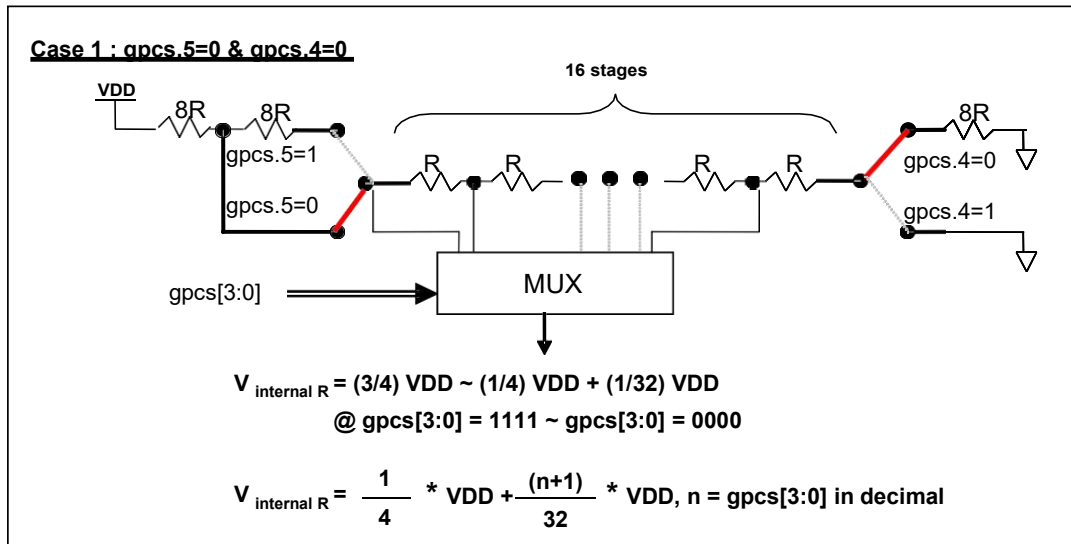 Case 1 : gpcs.5=0 & gpcs.4=0
16 stages
VDD
8R 8R 8R
gpcs.5=1 gpcs.4=0
R R R R
gpcs.5=0 gpcs.4=1
MUX
gpcs[3:0]
V internal R = (3/4) VDD ~ (1/4) VDD + (1/32) VDD
@ gpcs[3:0] = 1111 ~ gpcs[3:0] = 0000
V internal R = 1/4 * VDD + (n+1)/32 * VDD, n = gpcs[3:0] in decimal